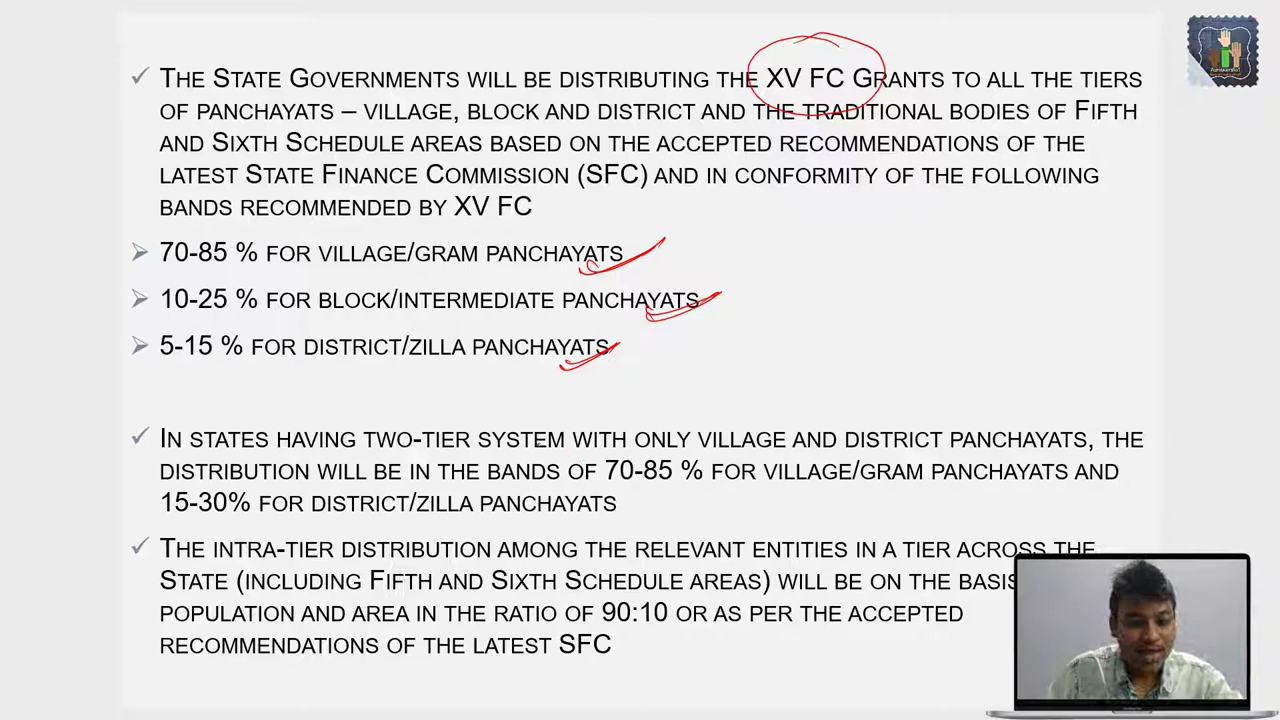 THE STATE GOVERNMENTS WILL BE DISTRIBUTING THE XV FC GRANTS TO ALL THE TIERS
OF PANCHAYATS – VILLAGE, BLOCK AND DISTRICT AND THE TRADITIONAL BODIES OF FIFTH
AND SIXTH SCHEDULE AREAS BASED ON THE ACCEPTED RECOMMENDATIONS OF THE
LATEST STATE FINANCE COMMISSION (SFC) AND IN CONFORMITY OF THE FOLLOWING
BANDS RECOMMENDED BY XV FC
70-85 % FOR VILLAGE/GRAM PANCHAYATS
10-25 % FOR BLOCK/INTERMEDIATE PANCHAYATS
5-15 % FOR DISTRICT/ZILLA PANCHAYATS
IN STATES HAVING TWO-TIER SYSTEM WITH ONLY VILLAGE AND DISTRICT PANCHAYATS, THE
DISTRIBUTION WILL BE IN THE BANDS OF 70-85 % FOR VILLAGE/GRAM PANCHAYATS AND
15-30% FOR DISTRICT/ZILLA PANCHAYATS
THE INTRA-TIER DISTRIBUTION AMONG THE RELEVANT ENTITIES IN A TIER ACROSS THE
STATE (INCLUDING FIFTH AND SIXTH SCHEDULE AREAS) WILL BE ON THE BASIS
POPULATION AND AREA IN THE RATIO OF 90:10 OR AS PER THE ACCEPTED
RECOMMENDATIONS OF THE LATEST SFC